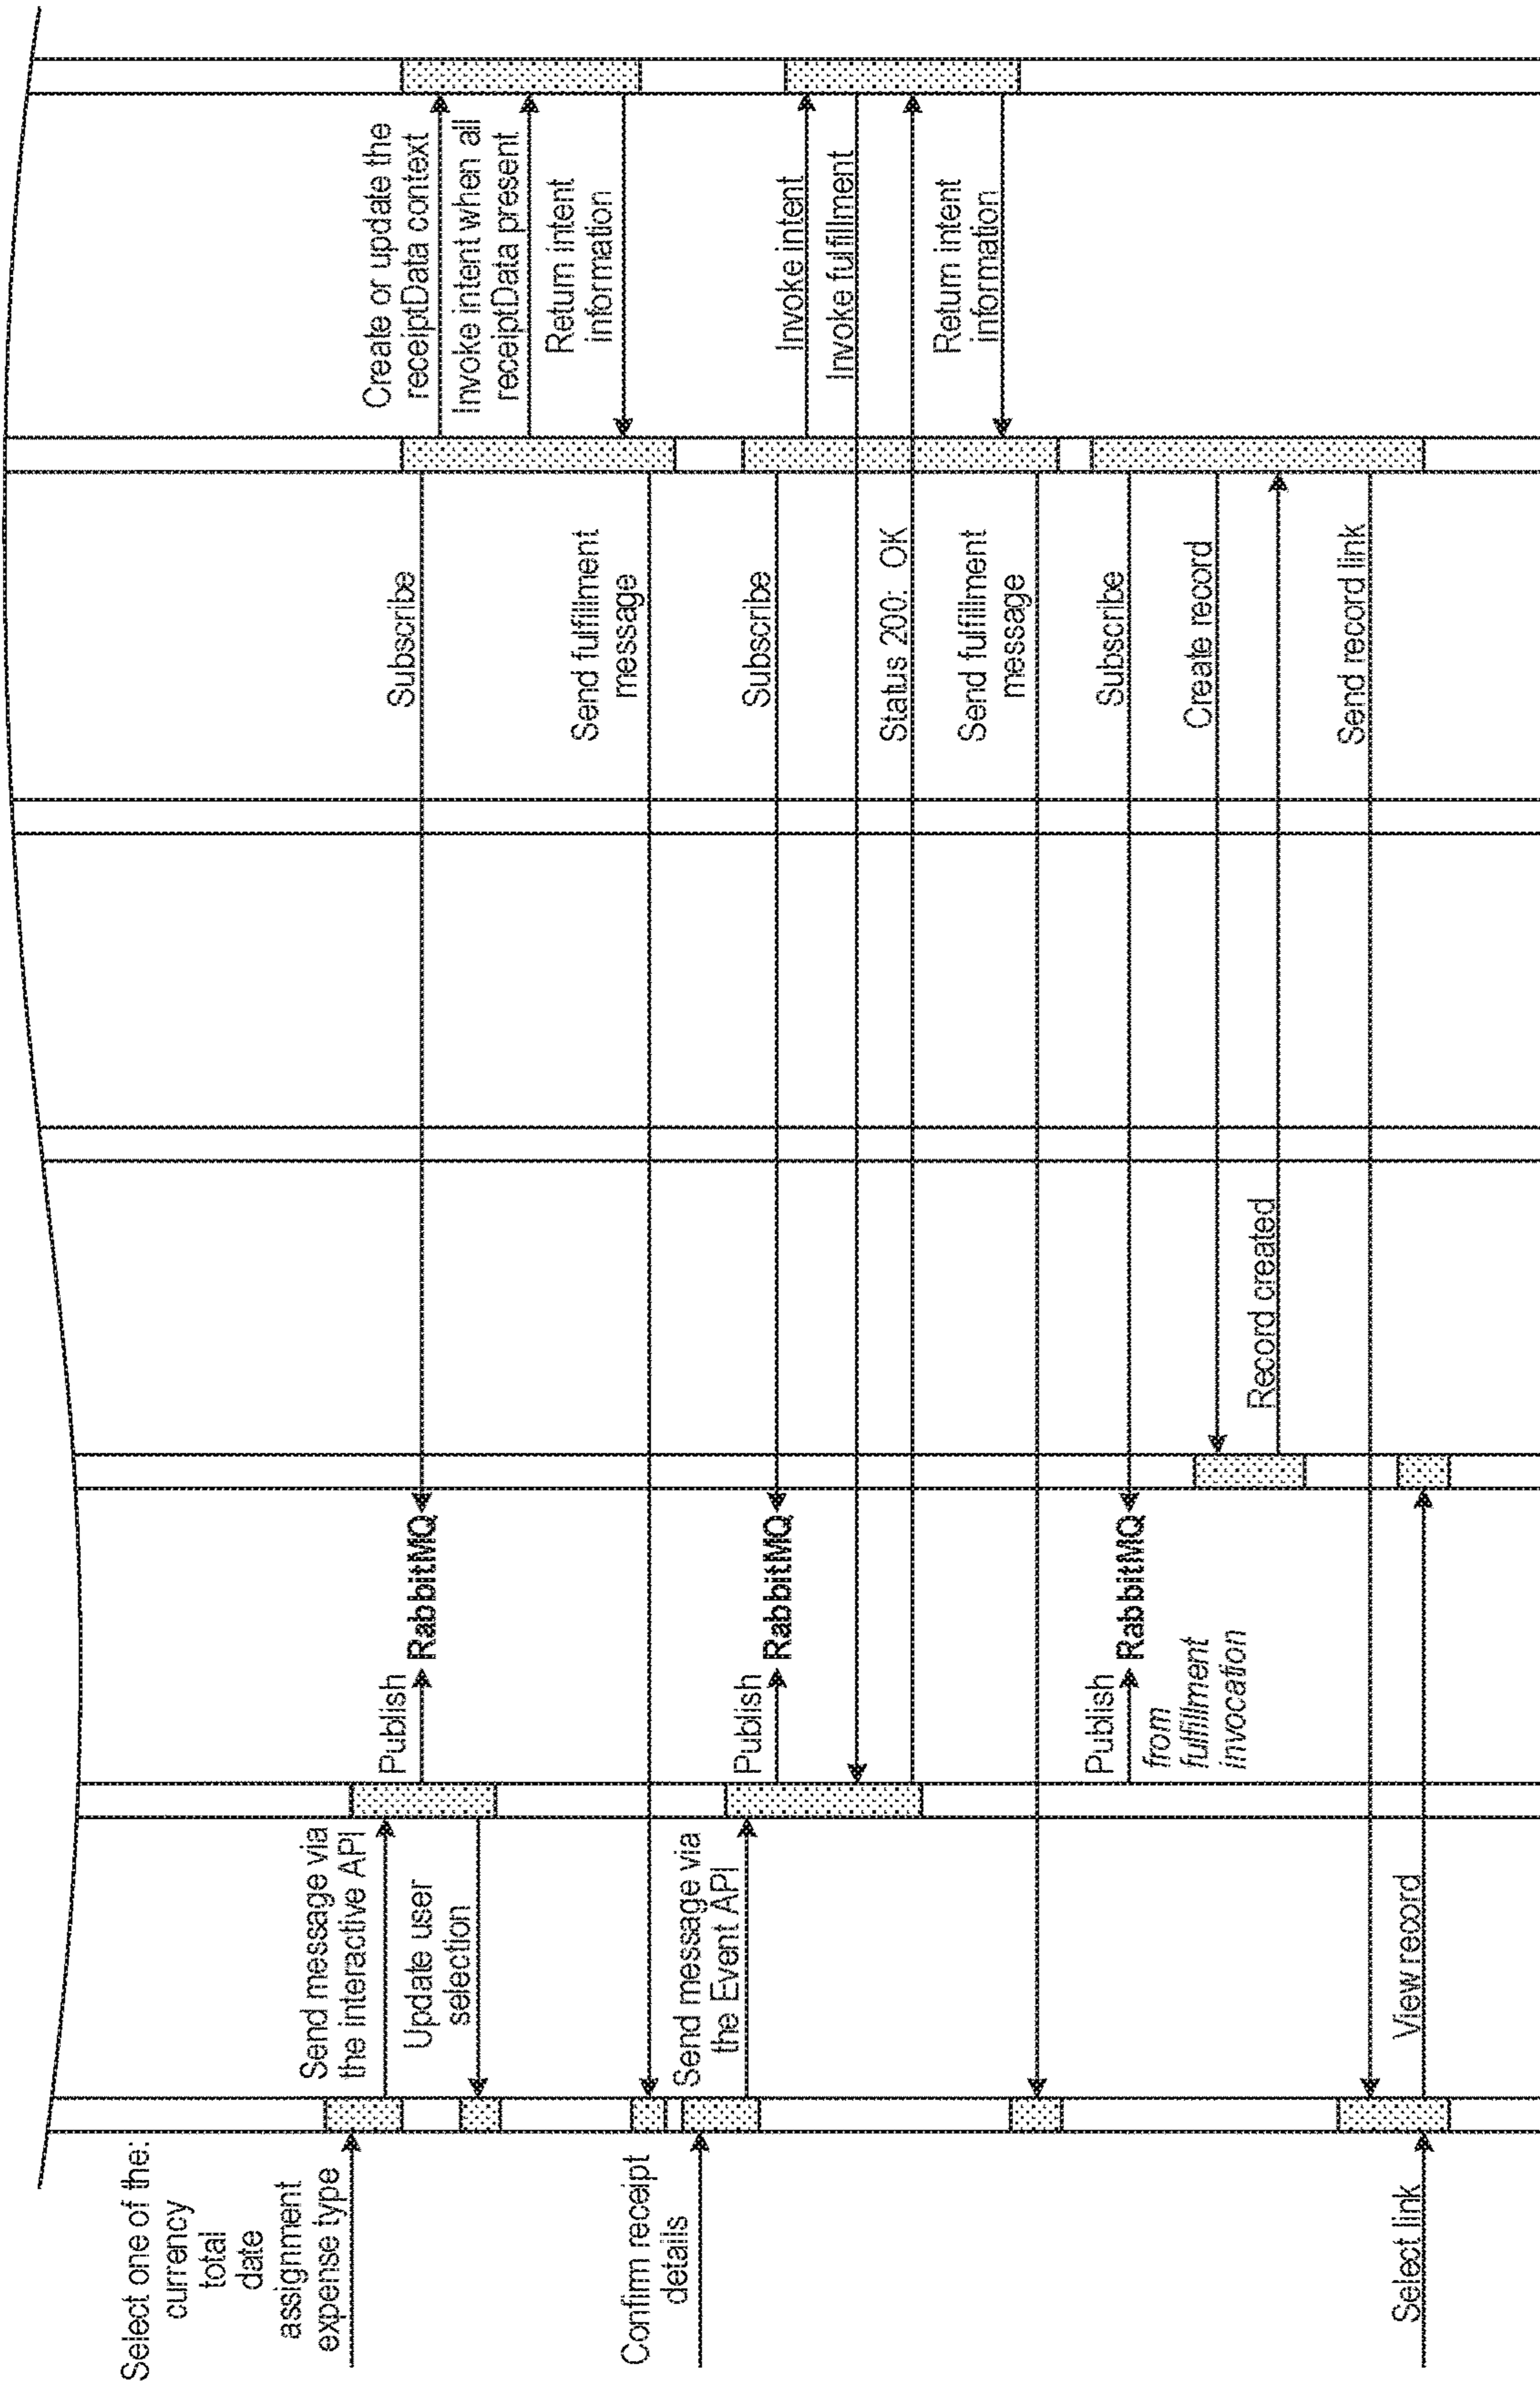 Select one of the:
currency
total
date
assignment
expense type
Send message via
the interactive API
Publish
RabbitMQ
Subscribe
Create or update the
receiptData context
Update user
selection
Invoke intent when all
receiptData present
Return intent
information
Send fulfillment
message
Confirm receipt
details
Send message via
the Event API
Publish
RabbitMQ
Subscribe
Invoke intent
Invoke fulfillment
Status 200: OK
Return intent
information
Send fulfillment
message
Publish
RabbitMQ
Subscribe
from
fulfillment
invocation
Create record
Record created
Send record link
Select link
View record